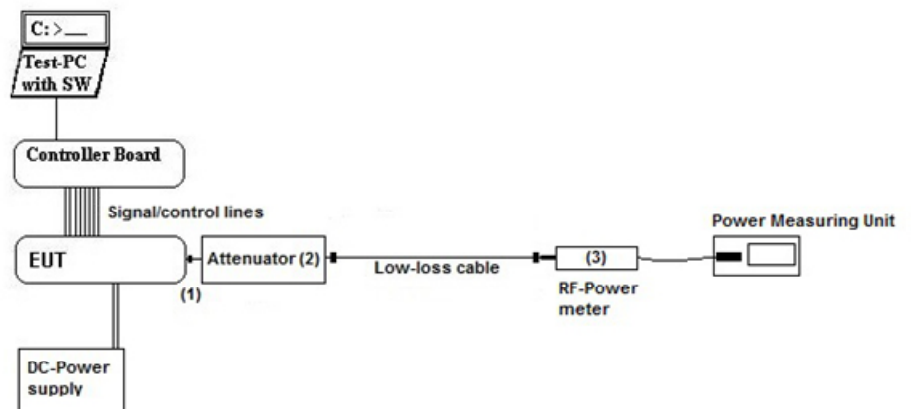 C:>__
Test-PC
with SW
Controller Board
Signal/control lines
Power Measuring Unit
EUT
Attenuator (2)
Low-loss cable
(3)
(1)
RF-Power
meter
DC-Power
supply